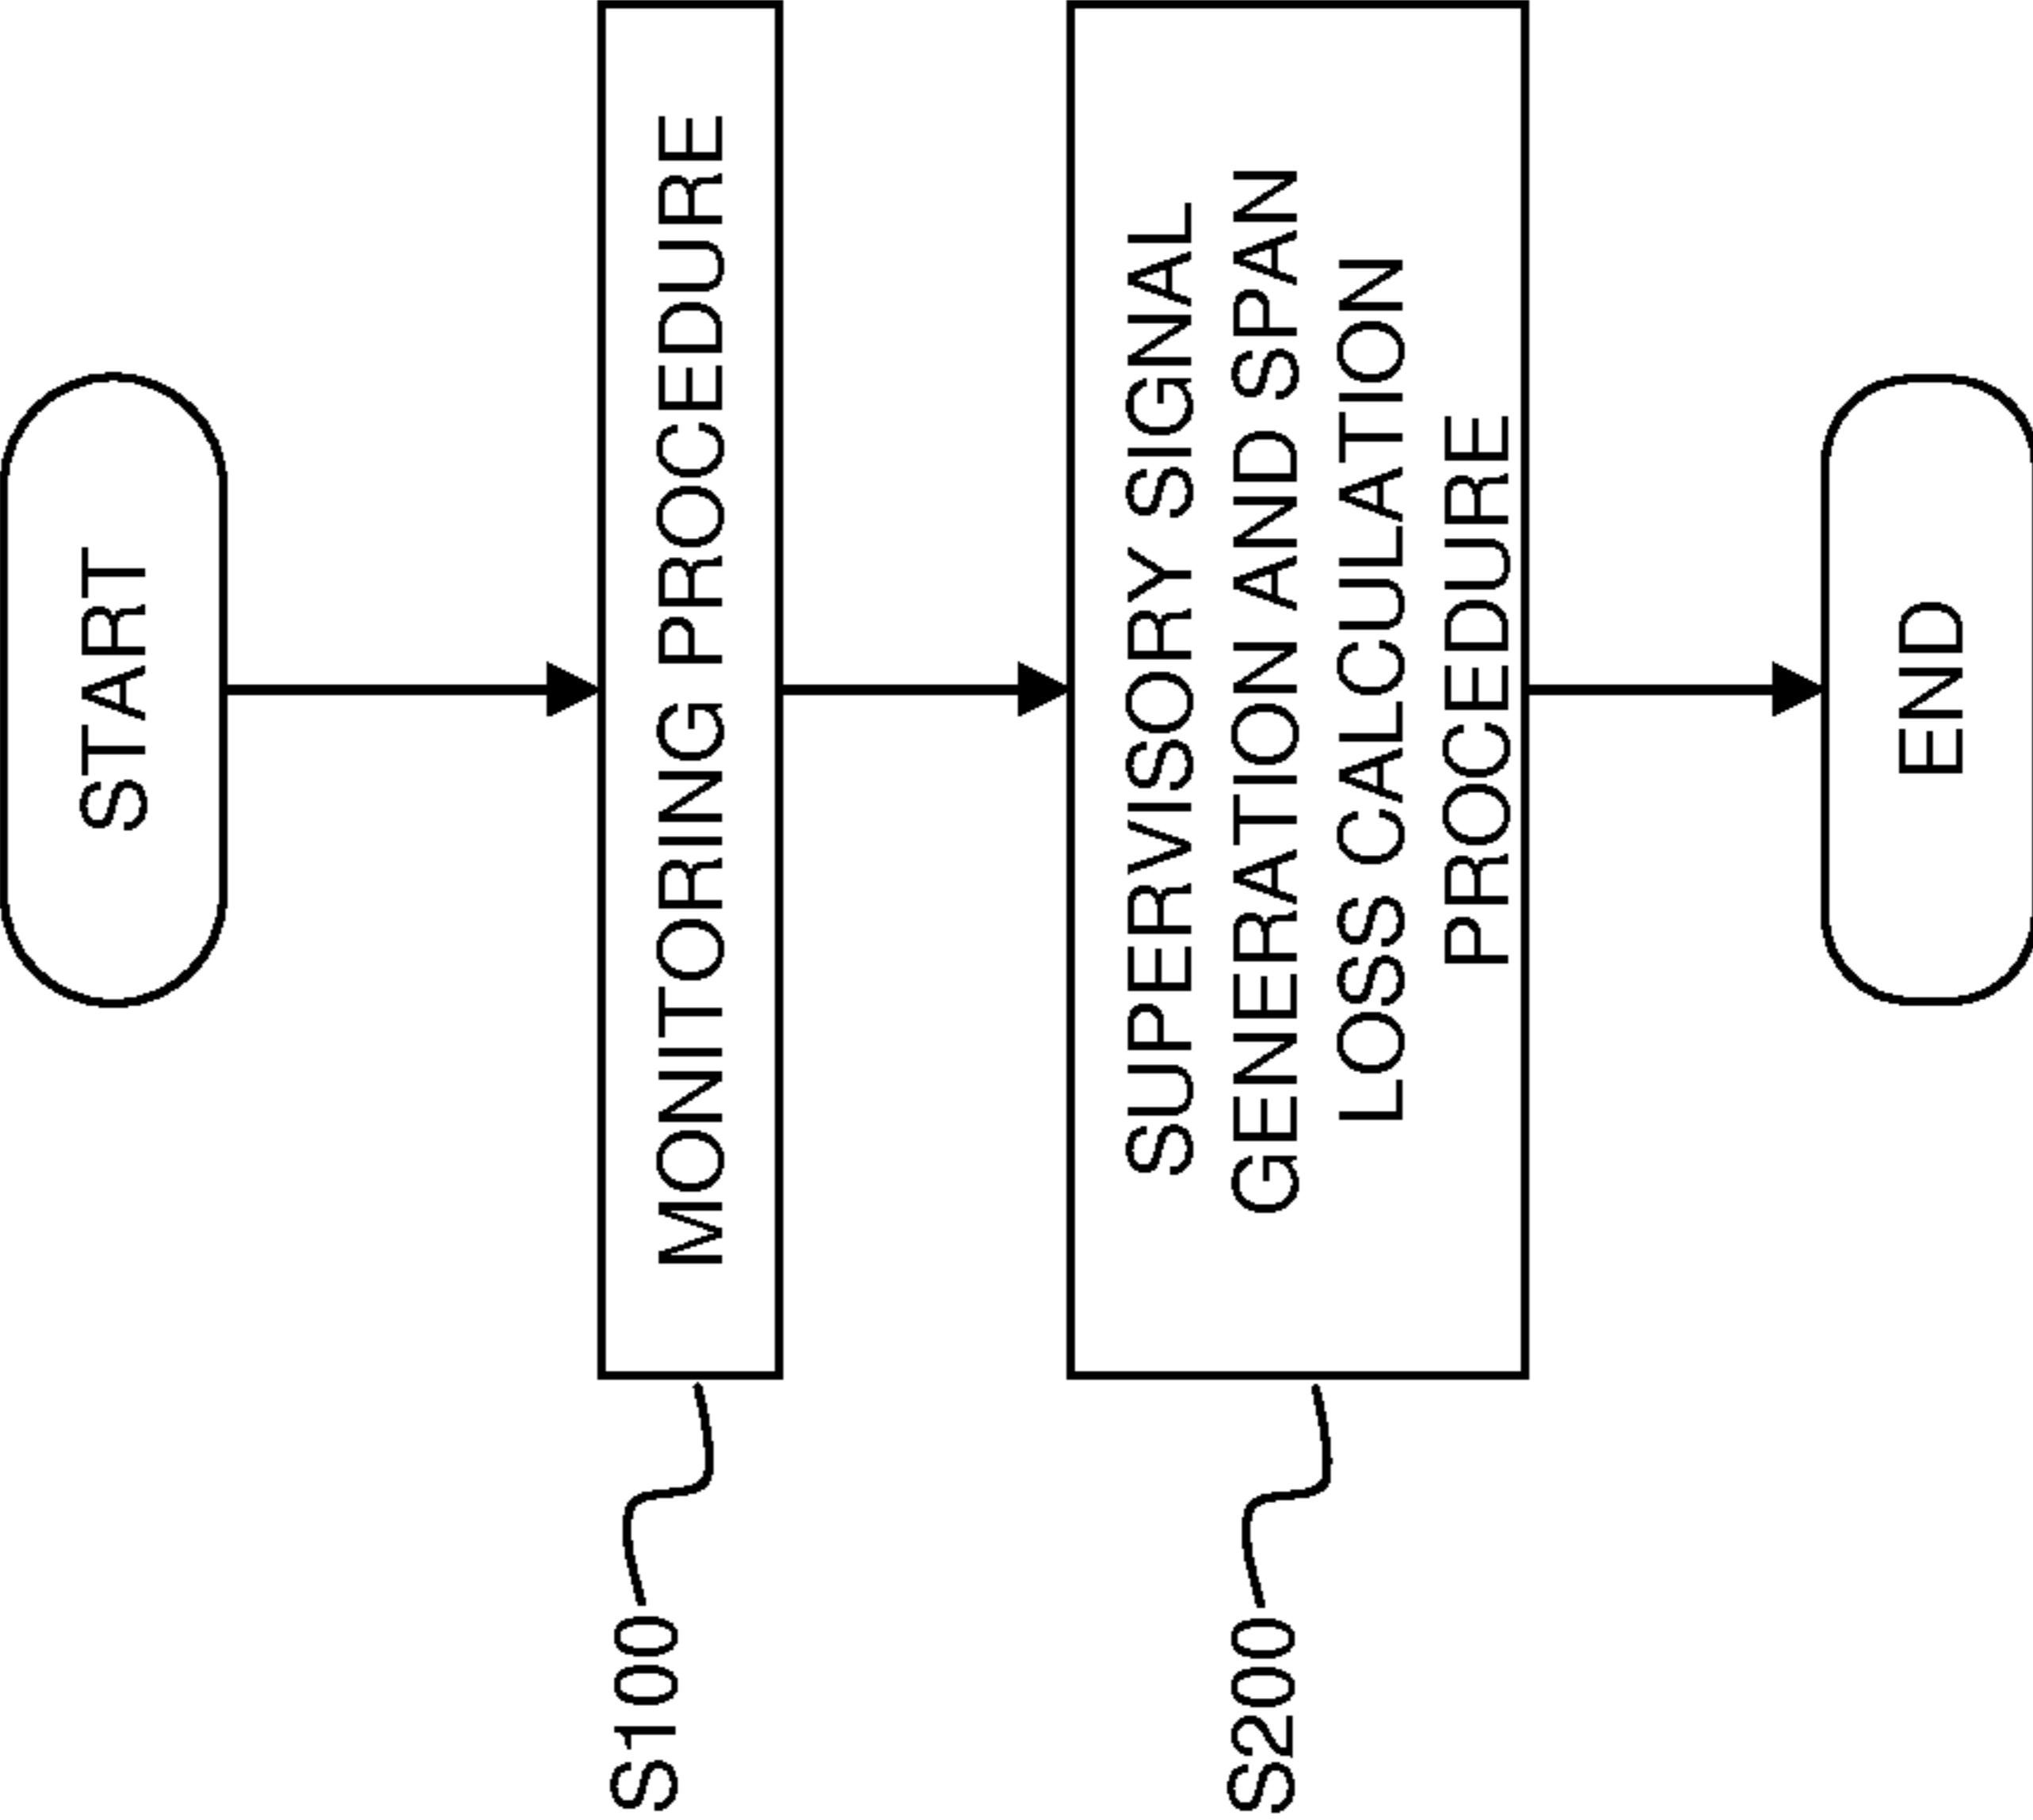 START
S100
MONITORING PROCEDURE
S200
SUPERVISORY SIGNAL
GENERATION AND SPAN
LOSS CALCULATION
PROCEDURE
END